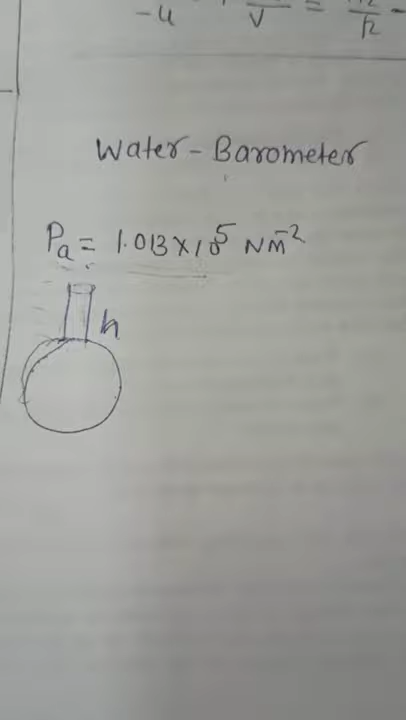 -u
V =
Water-Barometer
Pa = 1.013×10⁵ Nm⁻²
h